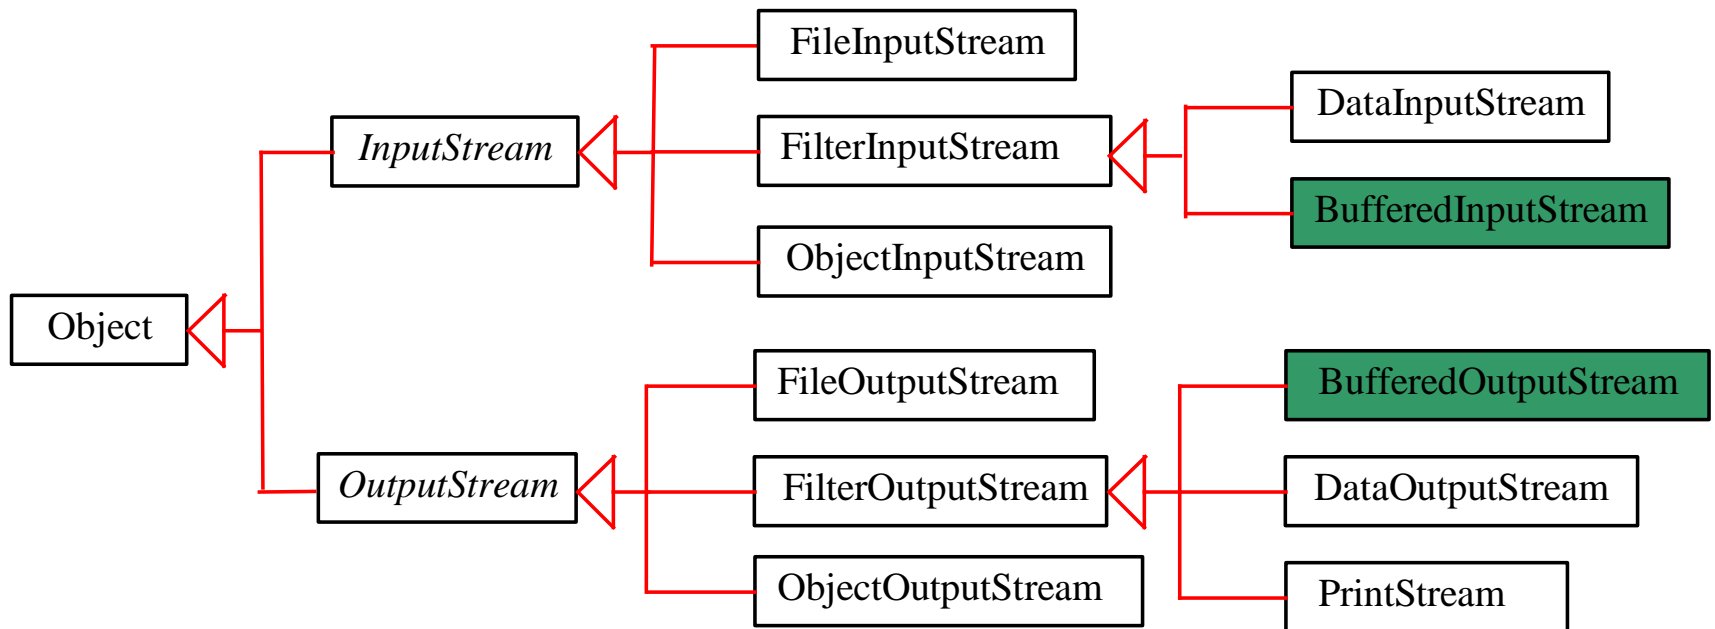 FileInputStream
DataInputStream
InputStream
FilterInputStream
BufferedInputStream
ObjectInputStream
Object
FileOutputStream
BufferedOutputStream
OutputStream
FilterOutputStream
DataOutputStream
ObjectOutputStream
PrintStream